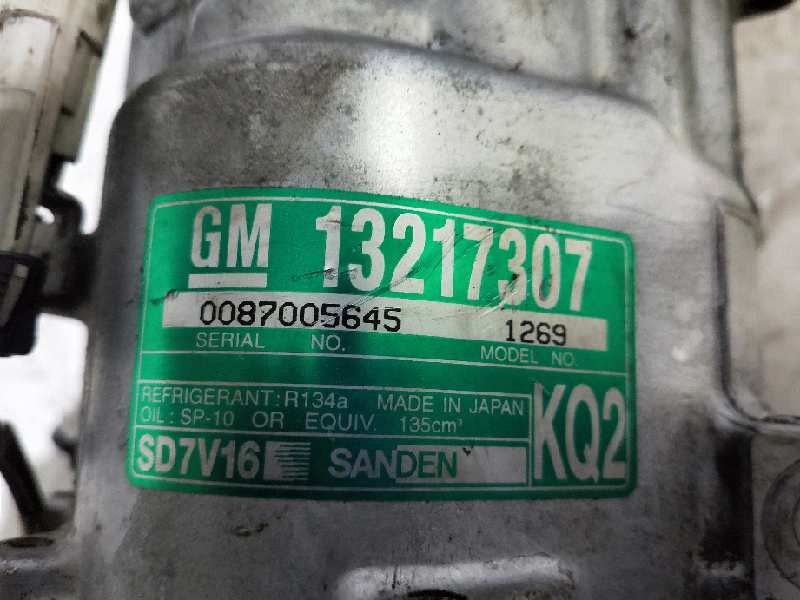 GM 13217307
0087005645 1269
SERIAL NO. MODEL NO.
REFRIGERANT: R134a MADE IN JAPAN
OIL: SP-10 OR EQUIV. 135cm³
KQ2
SD7V16 SANDEN